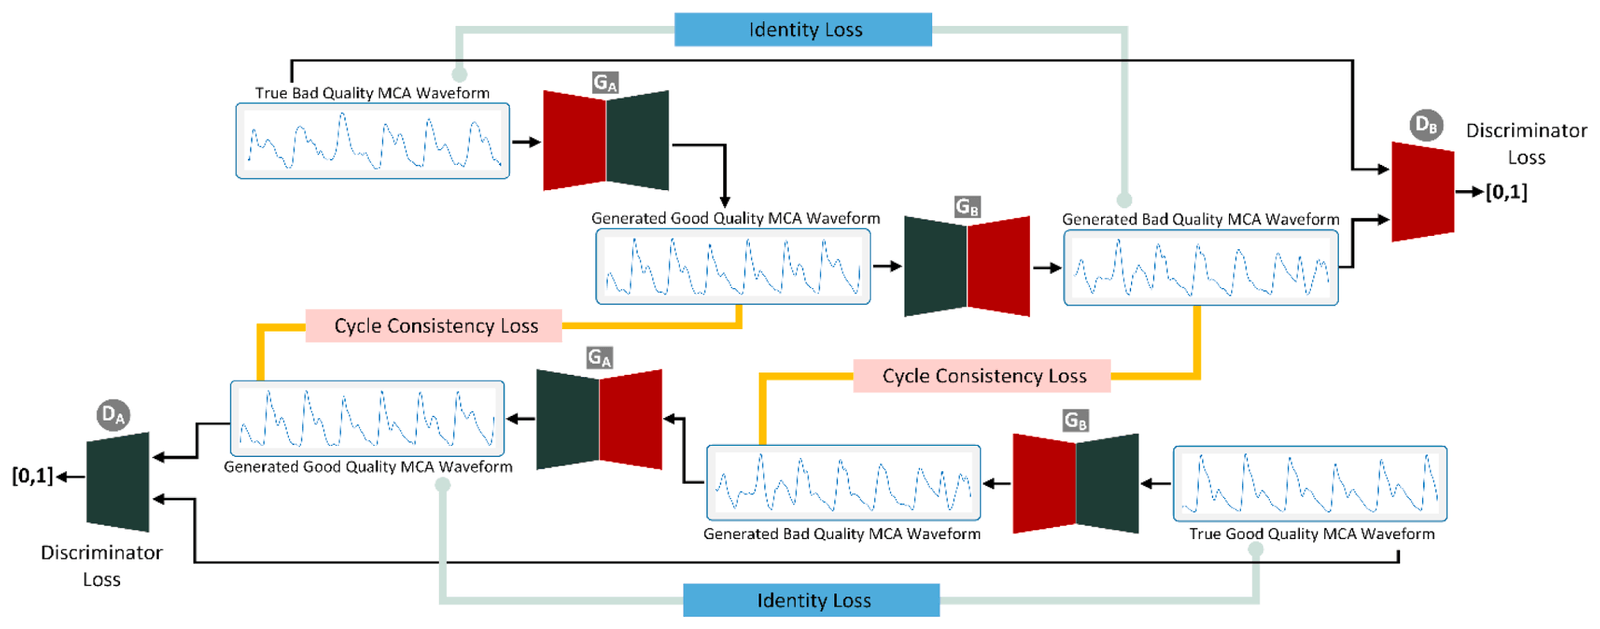 Identity Loss
True Bad Quality MCA Waveform
GA
DB
Discriminator
Loss
[0,1]
Generated Good Quality MCA Waveform
GB
Generated Bad Quality MCA Waveform
Cycle Consistency Loss
GA
Cycle Consistency Loss
DA
GB
Generated Good Quality MCA Waveform
[0,1]
Generated Bad Quality MCA Waveform
True Good Quality MCA Waveform
Discriminator
Loss
Identity Loss